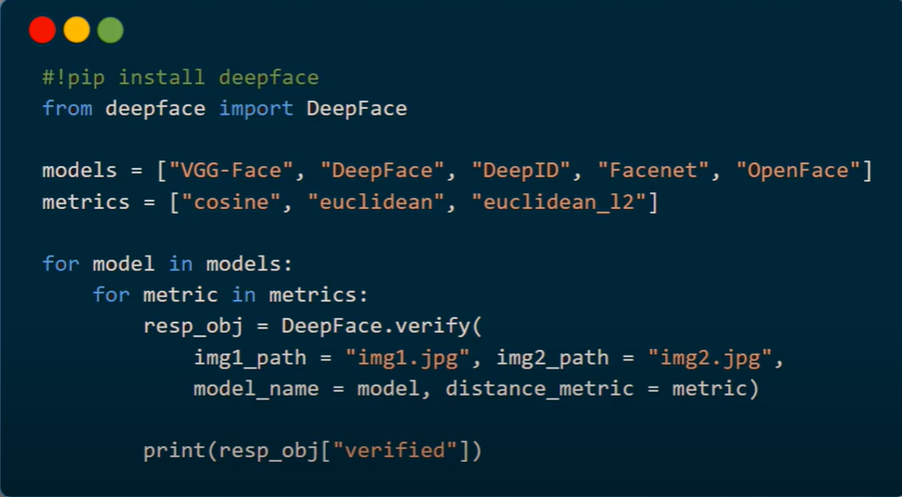 #!pip install deepface
from deepface import DeepFace
models = ["VGG-Face", "DeepFace", "DeepID", "Facenet", "OpenFace"]
metrics = ["cosine", "euclidean", "euclidean_l2"]
for model in models:
for metric in metrics:
resp_obj = DeepFace.verify(
img1_path = "img1.jpg", img2_path = "img2.jpg",
model_name = model, distance_metric = metric)
print(resp_obj["verified"])